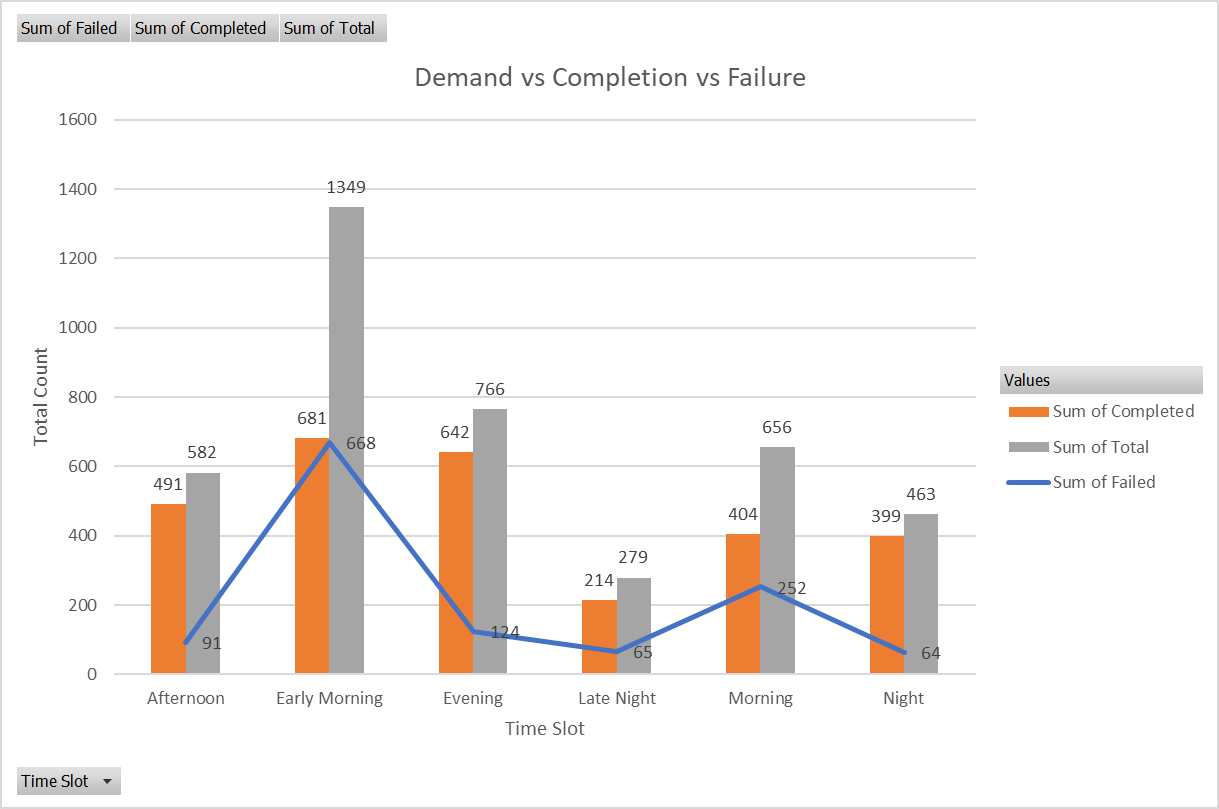 Sum of Failed Sum of Completed Sum of Total
Demand vs Completion vs Failure
1600
1400
1200
1000
800
600
400
200
0
Total Count
491
582
91
681
1349
668
642
766
124
214
279
65
404
656
252
399
463
64
Afternoon Early Morning Evening Late Night Morning Night
Time Slot
Values
Sum of Completed
Sum of Total
Sum of Failed
Time Slot